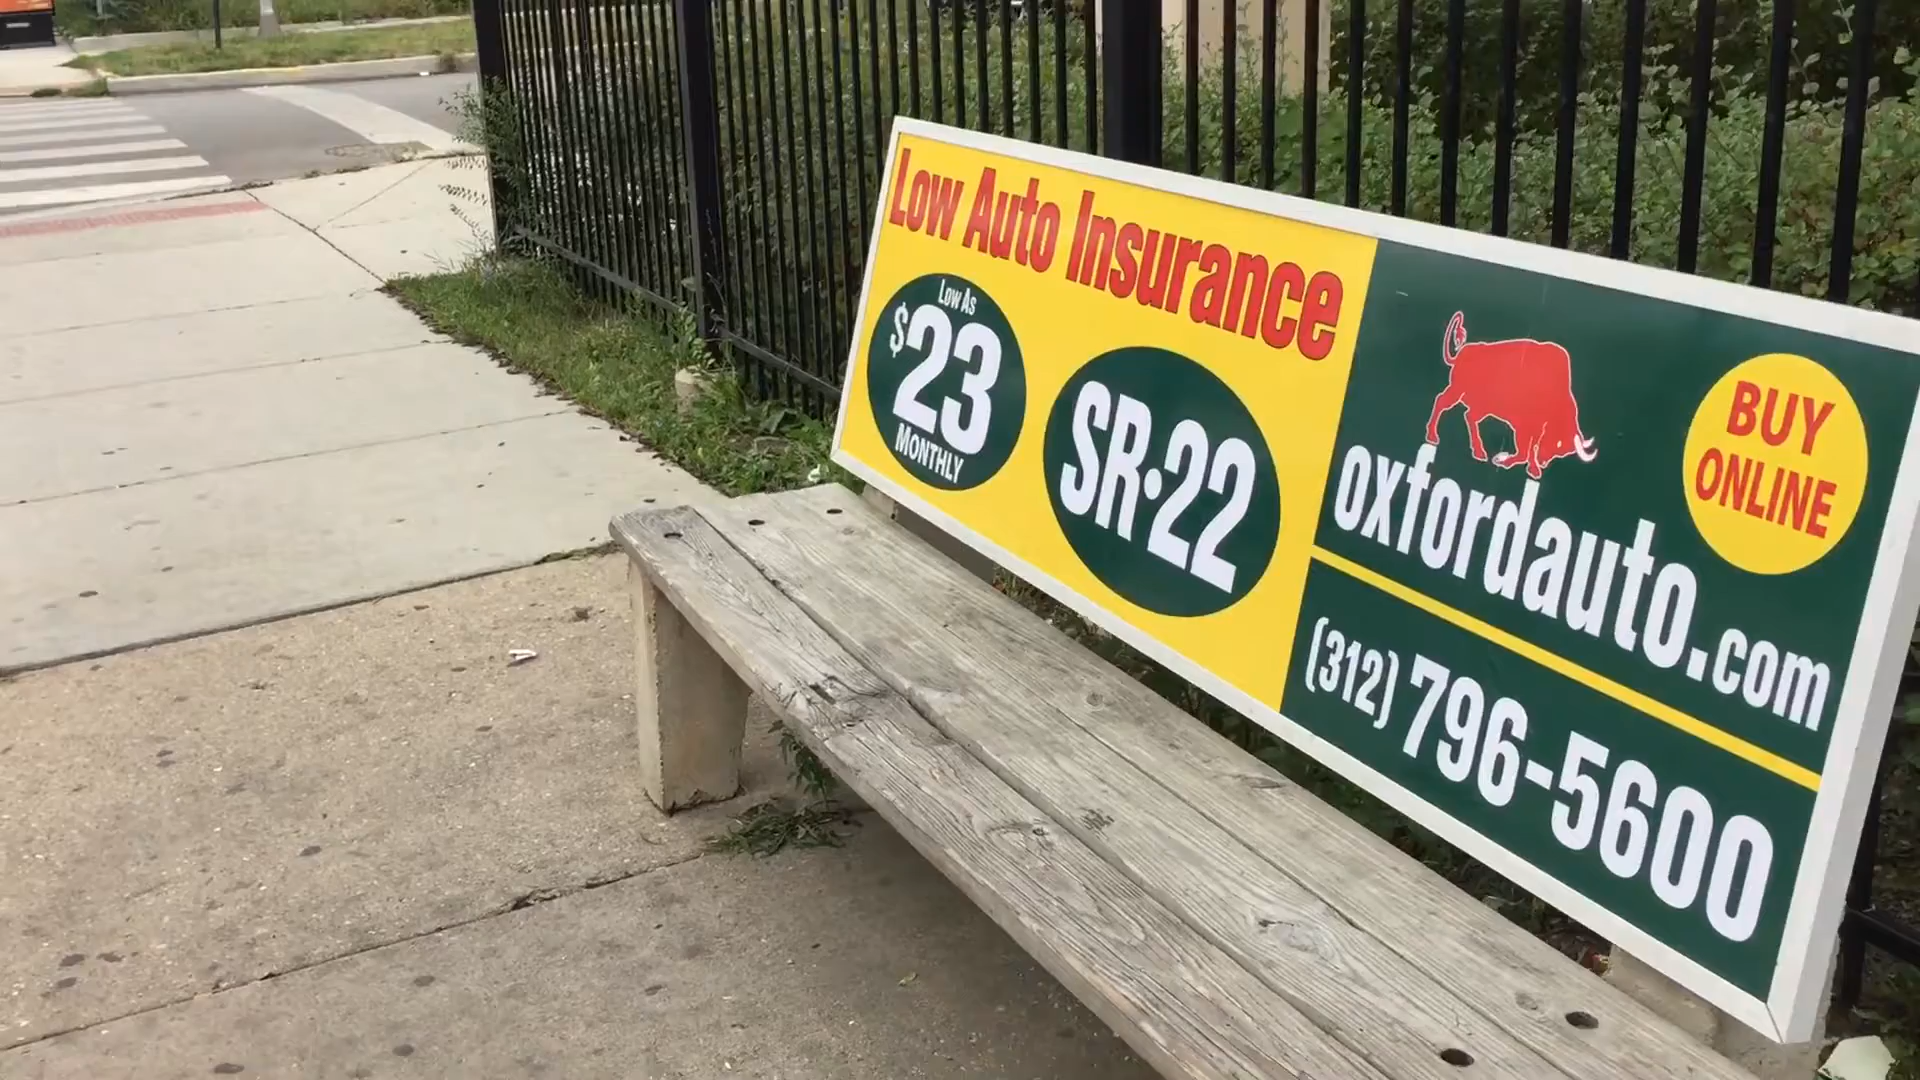 Low Auto Insurance
Low As
$23
MONTHLY
SR·22
BUY
ONLINE
oxfordauto.com
(312) 796-5600